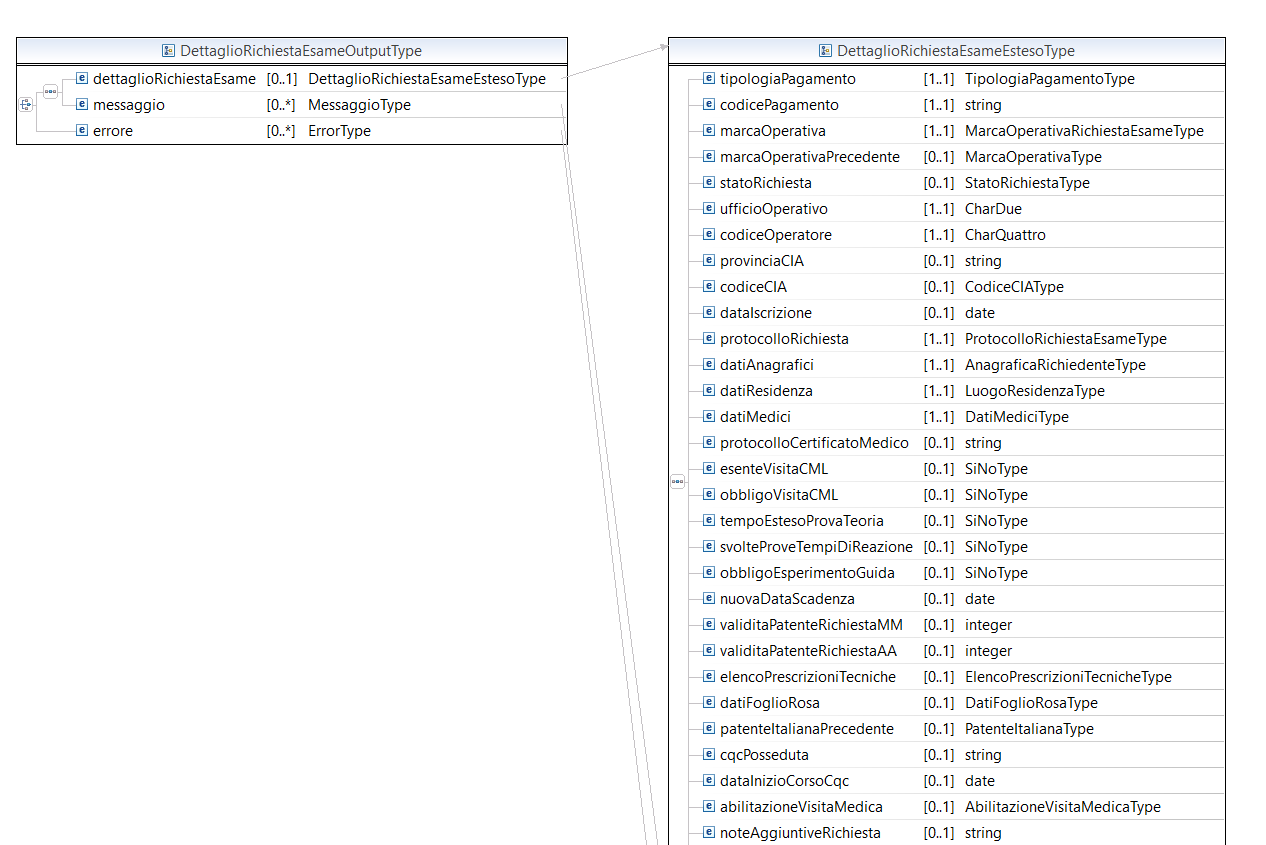 DettaglioRichiestaEsameOutputType
dettaglioRichiestaEsame [0..1] DettaglioRichiestaEsameEstesoType
messaggio [0..*] MessaggioType
errore [0..*] ErrorType
DettaglioRichiestaEsameEstesoType
tipologiaPagamento [1..1] TipologiaPagamentoType
codicePagamento [1..1] string
marcaOperativa [1..1] MarcaOperativaRichiestaEsameType
marcaOperativaPrecedente [0..1] MarcaOperativaType
statoRichiesta [0..1] StatoRichiestaType
ufficioOperativo [1..1] CharDue
codiceOperatore [1..1] CharQuattro
provinciaCIA [0..1] string
codiceCIA [0..1] CodiceCIAType
dataIscrizione [0..1] date
protocolloRichiesta [1..1] ProtocolloRichiestaEsameType
datiAnagrafici [1..1] AnagraficaRichiedenteType
datiResidenza [1..1] LuogoResidenzaType
datiMedici [1..1] DatiMediciType
protocolloCertificatoMedico [0..1] string
esenteVisitaCML [0..1] SiNoType
obbligoVisitaCML [0..1] SiNoType
tempoEstesoProvaTeoria [0..1] SiNoType
svolteProveTempiDiReazione [0..1] SiNoType
obbligoEsperimentoGuida [0..1] SiNoType
nuovaDataScadenza [0..1] date
validitaPatenteRichiestaMM [0..1] integer
validitaPatenteRichiestaAA [0..1] integer
elencoPrescrizioniTecniche [0..1] ElencoPrescrizioniTecnicheType
datiFoglioRosa [0..1] DatiFoglioRosaType
patenteItalianaPrecedente [0..1] PatenteItalianaType
cqcPosseduta [0..1] string
dataInizioCorsoCqc [0..1] date
abilitazioneVisitaMedica [0..1] AbilitazioneVisitaMedicaType
noteAggiuntiveRichiesta [0..1] string